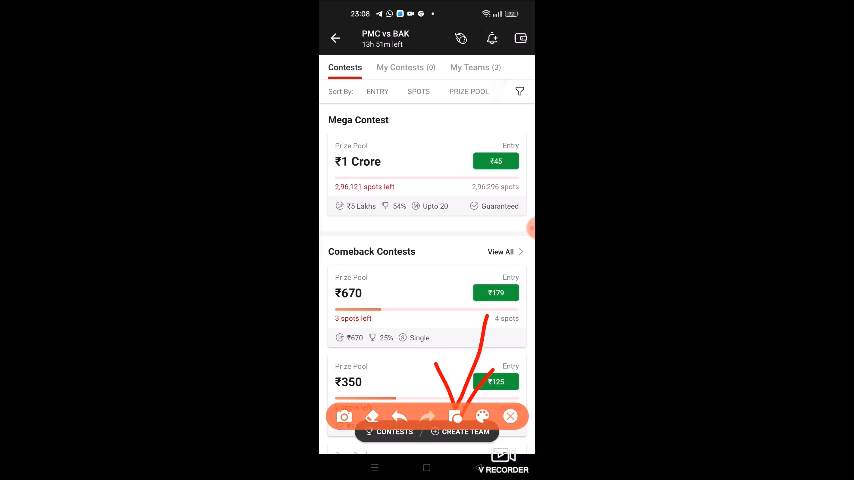 23:08
PMC vs BAK
13h 51m left
Contests My Contests (0) My Teams (3)
Sort By: ENTRY SPOTS PRIZE POOL
Mega Contest
Prize Pool Entry
₹1 Crore ₹45
2,96,121 spots left 2,96,296 spots
₹5 Lakhs 54% Upto 20 Guaranteed
Comeback Contests View All
Prize Pool Entry
₹670 ₹179
3 spots left 4 spots
₹670 25% Single
Prize Pool Entry
₹350 ₹125
CONTESTS CREATE TEAM
V RECORDER